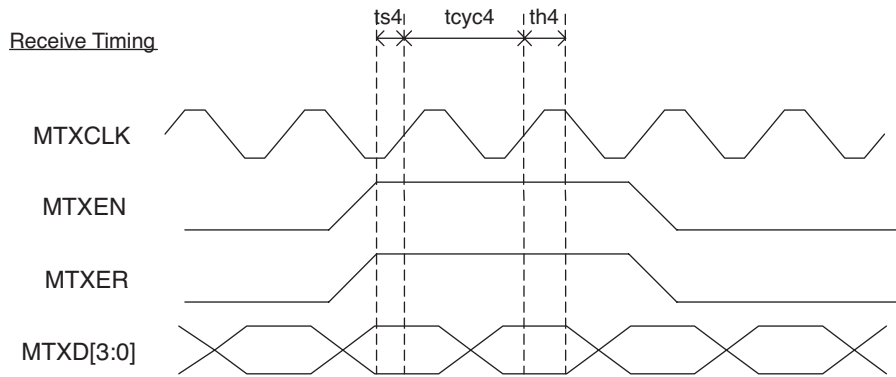 ts4 tcyc4 th4
Receive Timing
MTXCLK
MTXEN
MTXER
MTXD[3:0]